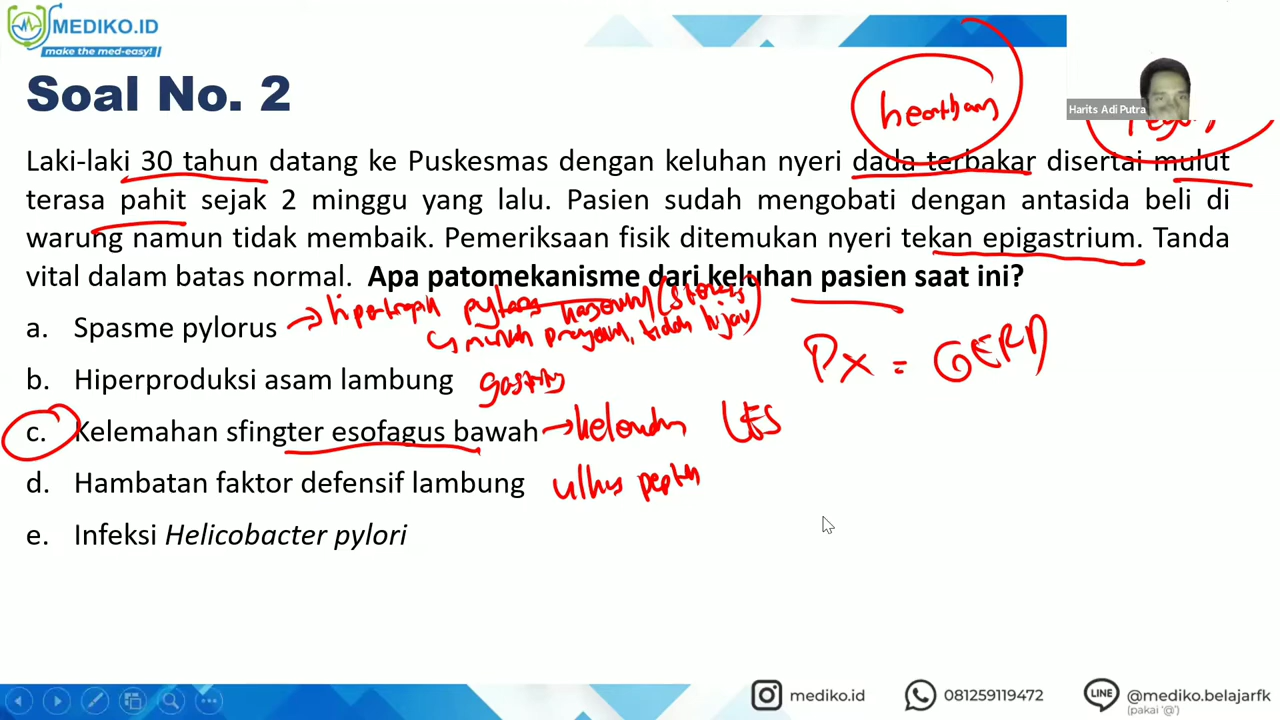 MEDIKO.ID
make the med-easy!
Soal No. 2
Harits Adi Putra
Laki-laki 30 tahun datang ke Puskesmas dengan keluhan nyeri dada terbakar disertai mulut
terasa pahit sejak 2 minggu yang lalu. Pasien sudah mengobati dengan antasida beli di
warung namun tidak membaik. Pemeriksaan fisik ditemukan nyeri tekan epigastrium. Tanda
vital dalam batas normal. Apa patomekanisme dari keluhan pasien saat ini?
a. Spasme pylorus
b. Hiperproduksi asam lambung
Px = GERD
c. Kelemahan sfingter esofagus bawah → LES
d. Hambatan faktor defensif lambung ulkus
e. Infeksi Helicobacter pylori
mediko.id
081259119472
LINE
@mediko.belajarfk
(pakai '@')